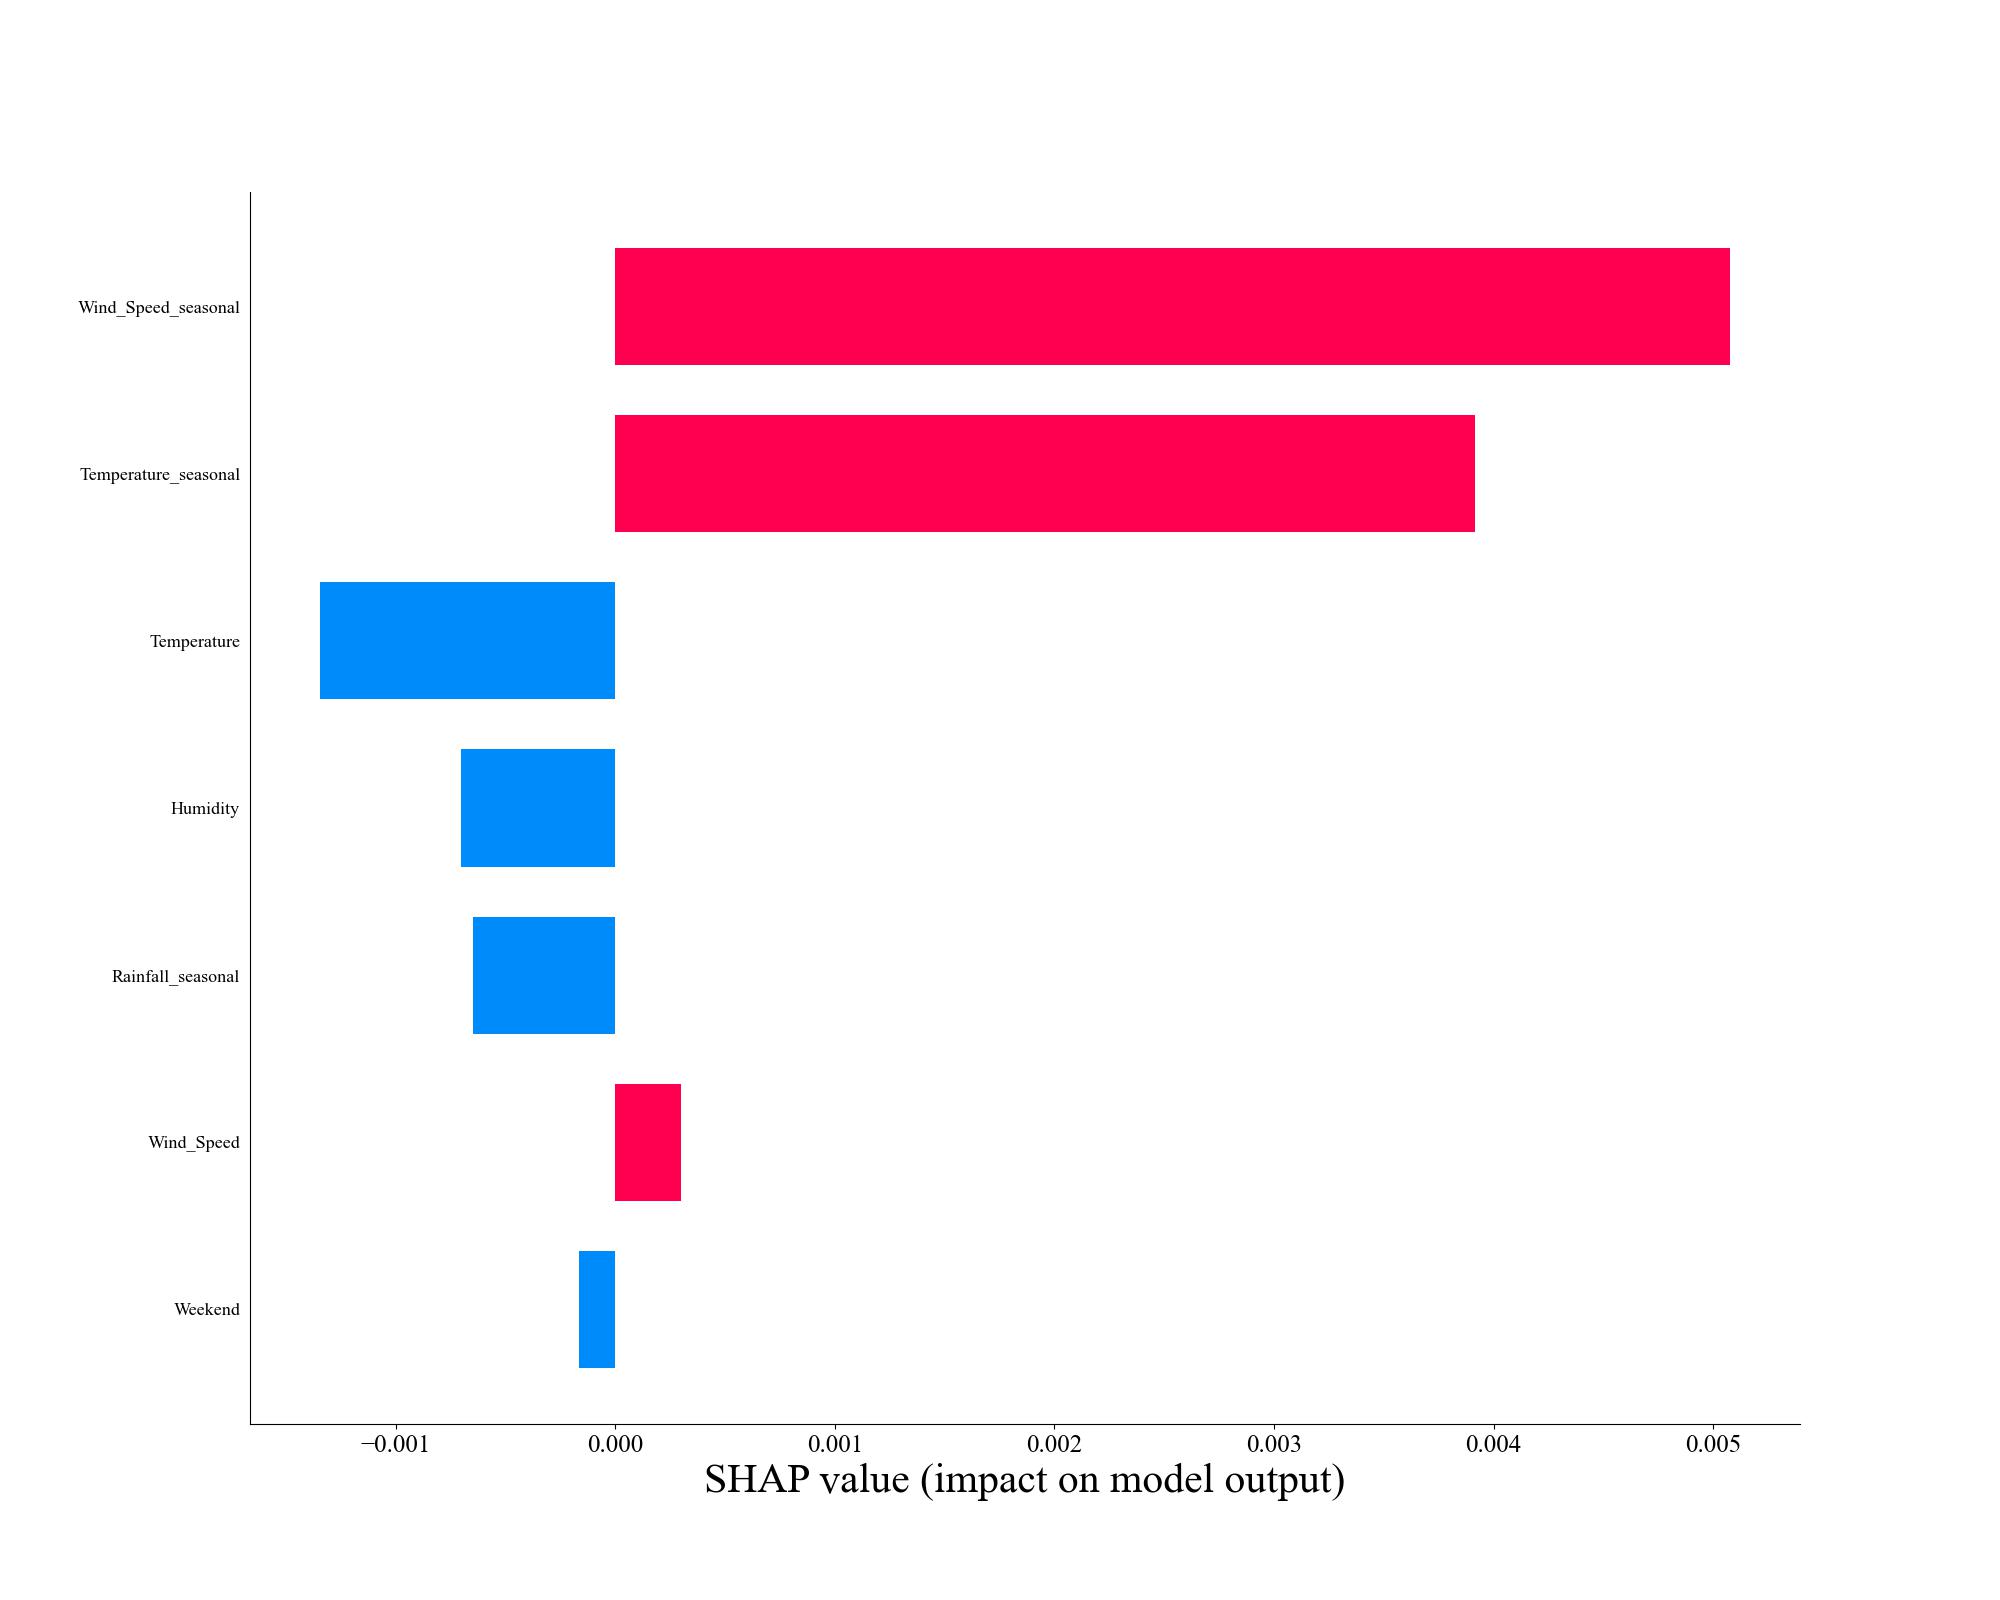 Wind_Speed_seasonal
Temperature_seasonal
Temperature
Humidity
Rainfall_seasonal
Wind_Speed
Weekend
−0.001 0.000 0.001 0.002 0.003 0.004 0.005
SHAP value (impact on model output)